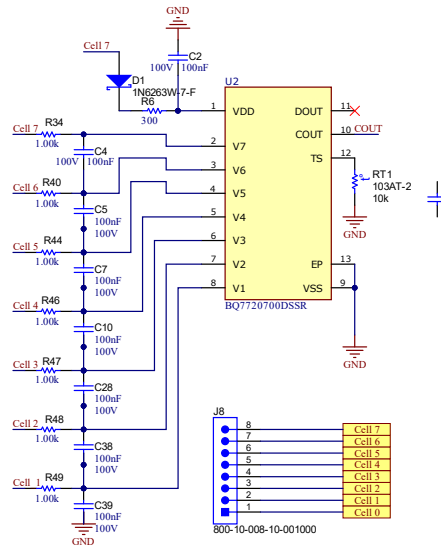 GND
Cell 7
C2
100V 100nF
D1
1N6263W-7-F
R6
300
U2
1 VDD DOUT 11
COUT 10 COUT
Cell 7 R34 1.00k
2 V7
C4
100V 100nF
TS 12
3 V6
RT1
103AT-2
10k
Cell 6 R40 1.00k
4 V5
C5
100nF
100V
5 V4
GND
Cell 5 R44 1.00k
6 V3
C7
100nF
100V
7 V2
EP 13
8 V1
VSS 9
BQ7720700DSSR
Cell 4 R46 1.00k
C10
100nF
100V
GND
Cell 3 R47 1.00k
C28
100nF
100V
J8
Cell 2 R48 1.00k
8 Cell 7
7 Cell 6
C38
100nF
100V
6 Cell 5
5 Cell 4
4 Cell 3
Cell 1 R49 1.00k
3 Cell 2
2 Cell 1
C39
100nF
100V
1 Cell 0
800-10-008-10-001000
GND